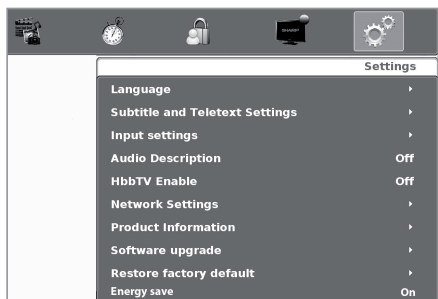 SHARP
Settings
Language
Subtitle and Teletext Settings
Input settings
Audio Description Off
HbbTV Enable Off
Network Settings
Product Information
Software upgrade
Restore factory default
Energy save On